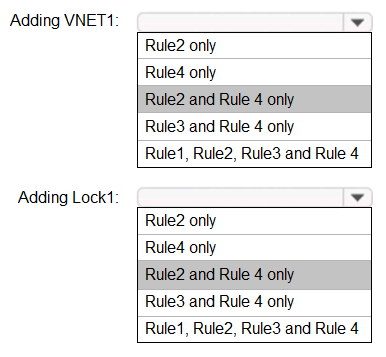 Adding VNET1:
Rule2 only
Rule4 only
Rule2 and Rule 4 only
Rule3 and Rule 4 only
Rule1, Rule2, Rule3 and Rule 4
Adding Lock1:
Rule2 only
Rule4 only
Rule2 and Rule 4 only
Rule3 and Rule 4 only
Rule1, Rule2, Rule3 and Rule 4